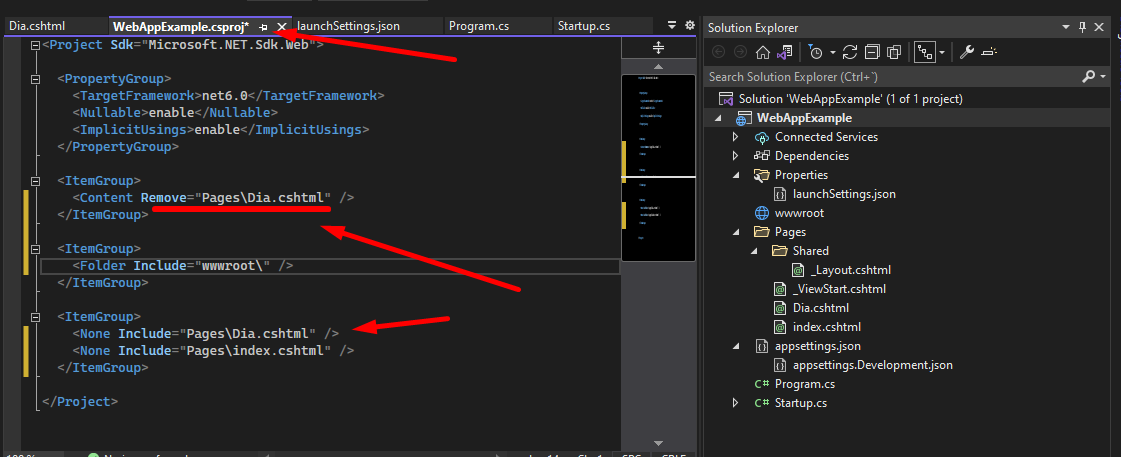 Dia.cshtml
WebAppExample.csproj*
launchSettings.json
Program.cs
Startup.cs
<Project Sdk="Microsoft.NET.Sdk.Web">
<PropertyGroup>
<TargetFramework>net6.0</TargetFramework>
<Nullable>enable</Nullable>
<ImplicitUsings>enable</ImplicitUsings>
</PropertyGroup>
<ItemGroup>
<Content Remove="Pages\Dia.cshtml" />
</ItemGroup>
<ItemGroup>
<Folder Include="wwwroot\" />
</ItemGroup>
<ItemGroup>
<None Include="Pages\Dia.cshtml" />
<None Include="Pages\index.cshtml" />
</ItemGroup>
</Project>
Solution Explorer
Search Solution Explorer (Ctrl+`)
Solution 'WebAppExample' (1 of 1 project)
WebAppExample
Connected Services
Dependencies
Properties
launchSettings.json
wwwroot
Pages
Shared
_Layout.cshtml
_ViewStart.cshtml
Dia.cshtml
index.cshtml
appsettings.json
appsettings.Development.json
C# Program.cs
C# Startup.cs